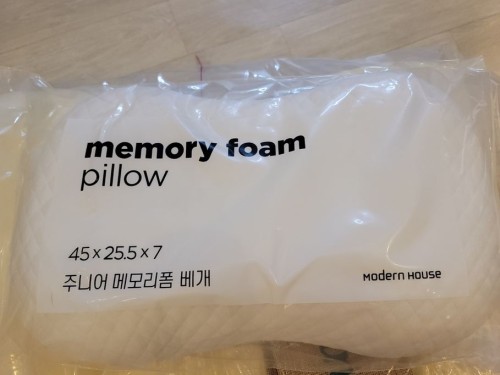 memory foam
pillow
45 x 25.5 x 7
주니어 메모리폼 베개
MODERN HOUSE